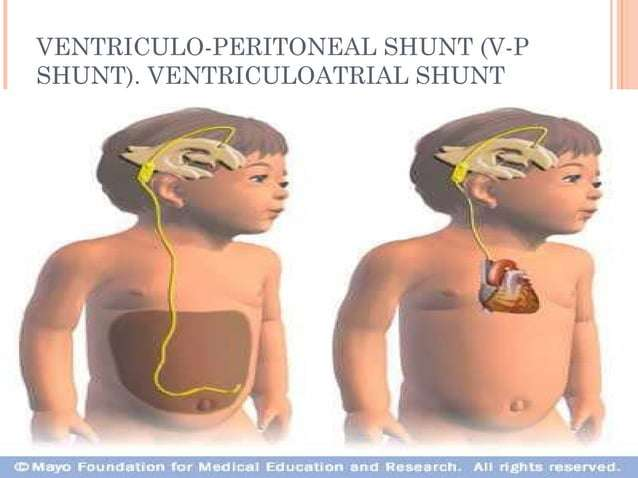 VENTRICULO-PERITONEAL SHUNT (V-P
SHUNT). VENTRICULOATRIAL SHUNT
© Mayo Foundation for Medical Education and Research. All rights reserved.